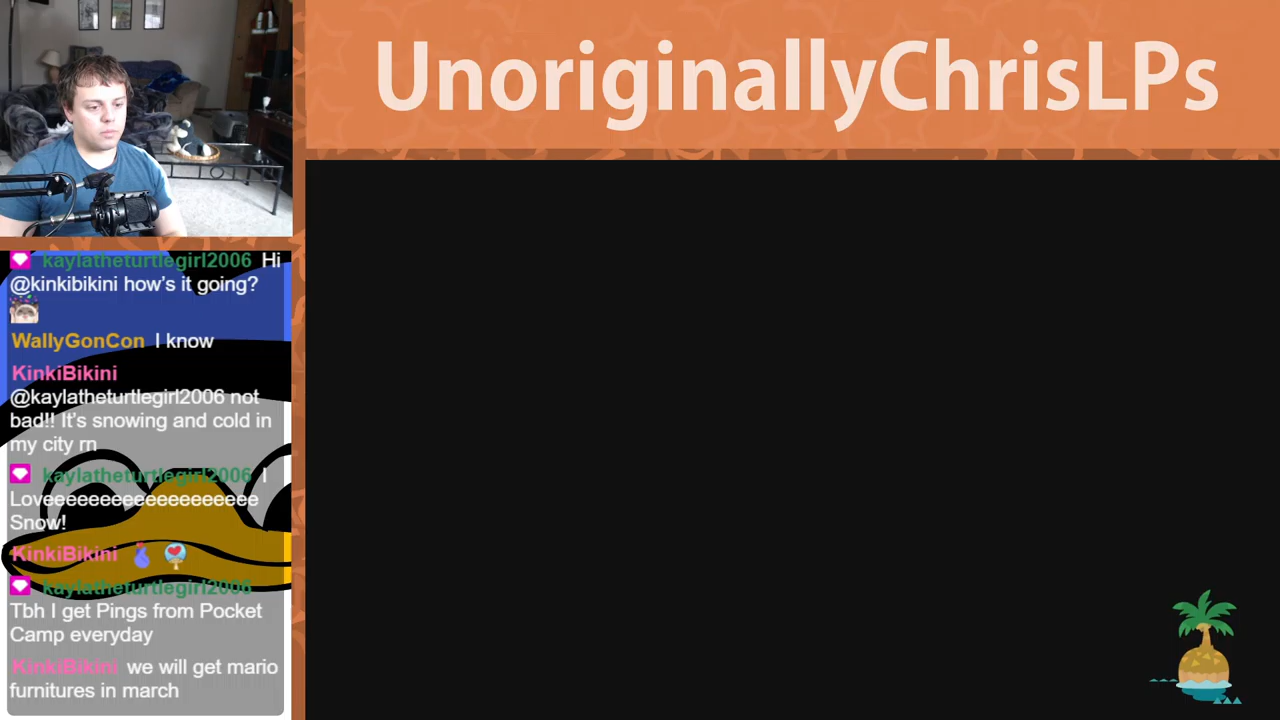 UnoriginallyChrisLPs
kaylatheturtlegirl2006 Hi
@kinkibikini how's it going?
WallyGonCon I know
KinkiBikini
@kaylatheturtlegirl2006 not
bad!! It's snowing and cold in
my city rn
kaylatheturtlegirl2006 I
Loveeeeeeeeeeeeeeeeeee
Snow!
KinkiBikini
kaylatheturtlegirl2006
Tbh I get Pings from Pocket
Camp everyday
KinkiBikini we will get mario
furnitures in march